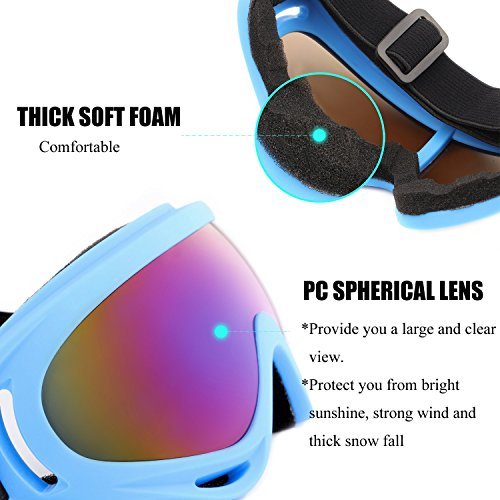 THICK SOFT FOAM
Comfortable
PC SPHERICAL LENS
*Provide you a large and clear
view.
*Protect you from bright
sunshine, strong wind and
thick snow fall